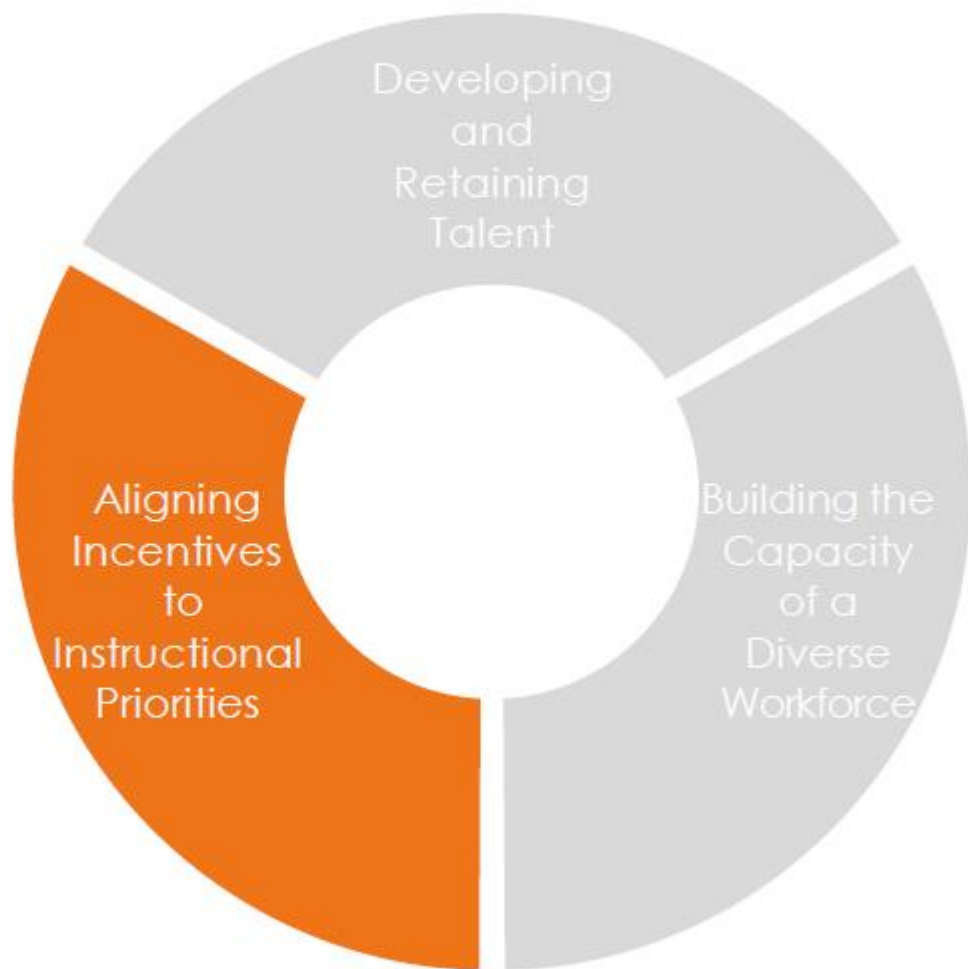 Developing
and
Retaining
Talent
Aligning
Incentives
to
Instructional
Priorities
Building the
Capacity
of a
Diverse
Workforce